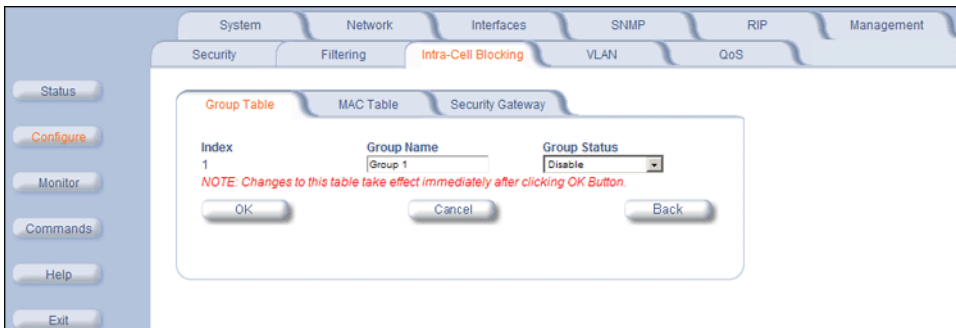 System Network Interfaces SNMP RIP Management
Security Filtering Intra-Cell Blocking VLAN QoS
Status
Configure
Monitor
Commands
Help
Exit
Group Table MAC Table Security Gateway
Index Group Name Group Status
1 Group 1 Disable
NOTE: Changes to this table take effect immediately after clicking OK Button.
OK Cancel Back